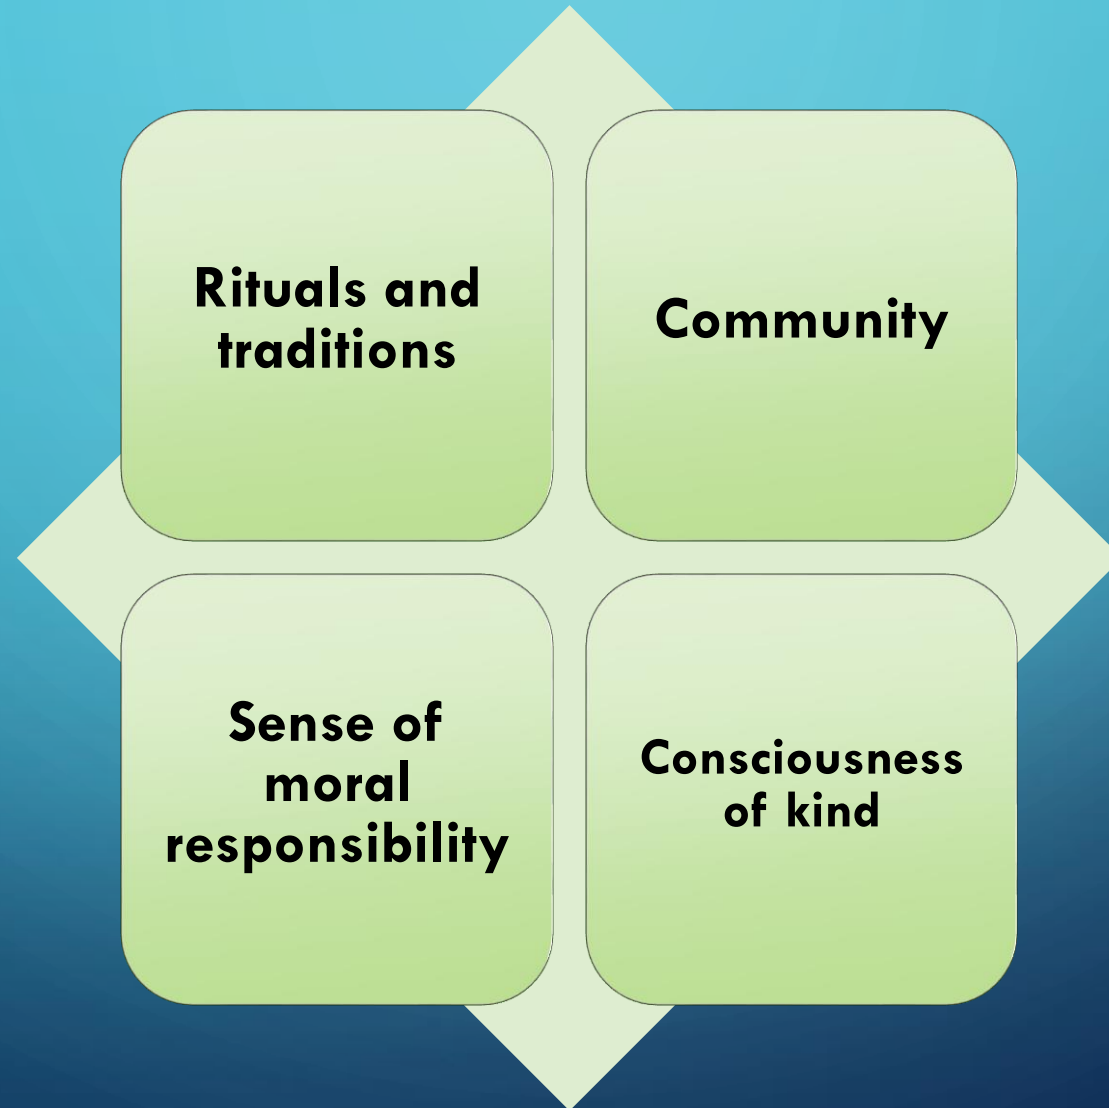 Rituals and
traditions
Community
Sense of
moral
responsibility
Consciousness
of kind